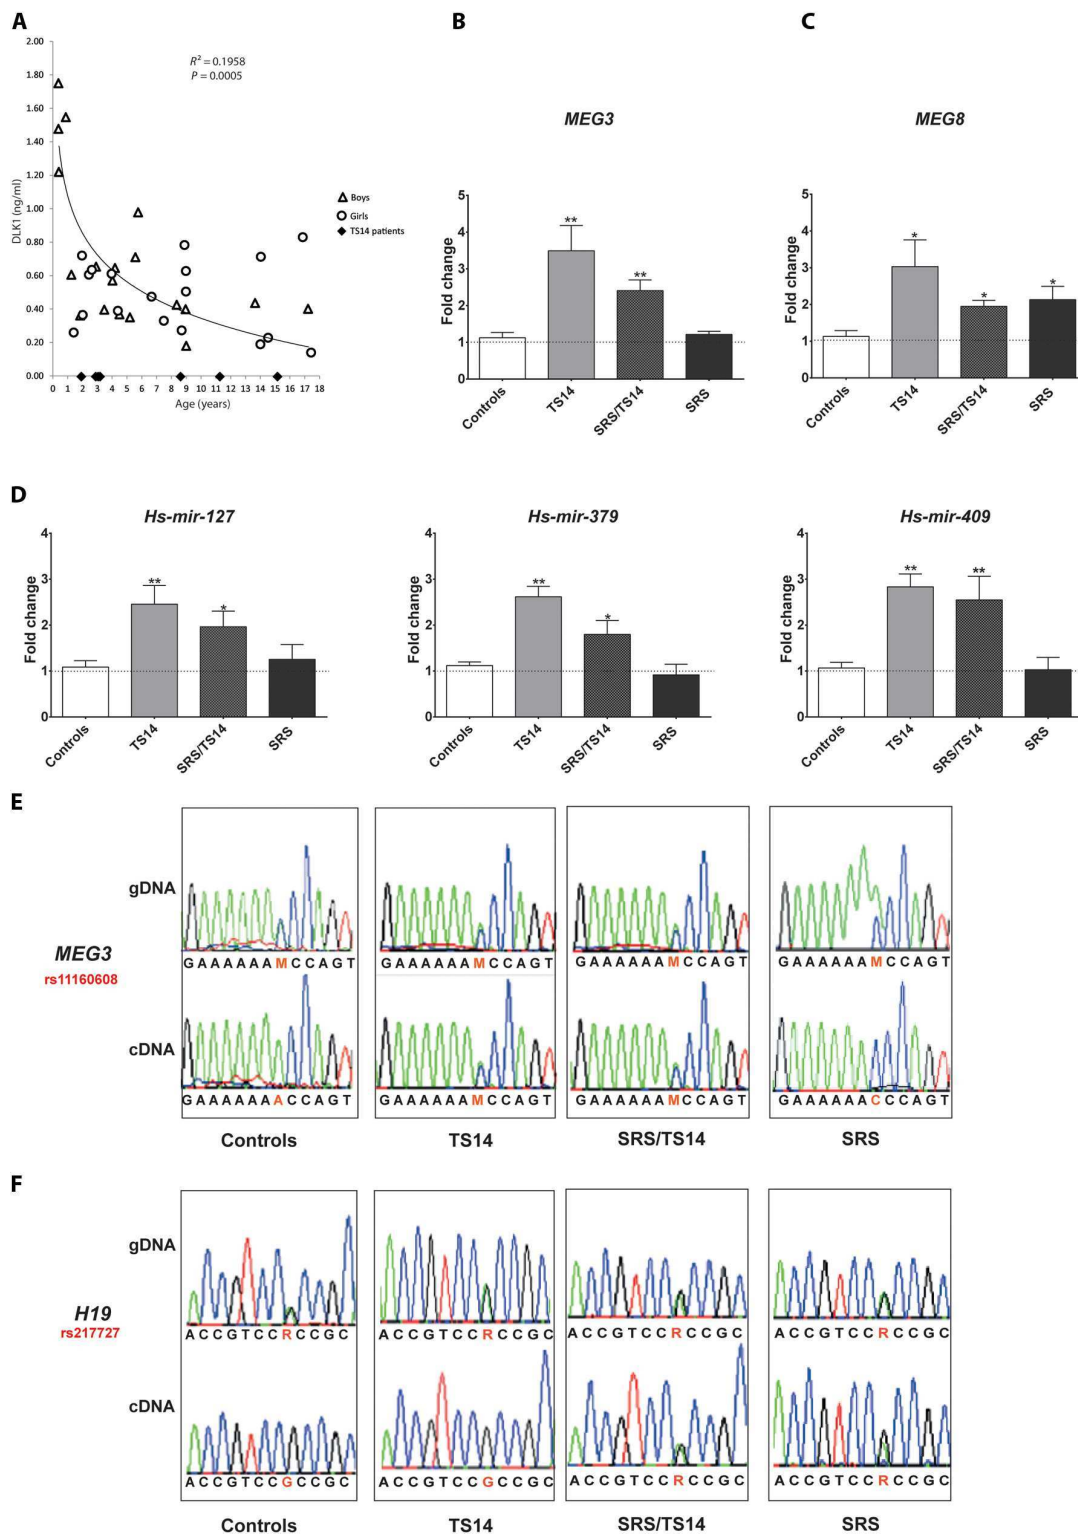 A
2.00
1.80
1.60
1.40
1.20
1.00
0.80
0.60
0.40
0.20
0.00
DLK1 (ng/ml)
R² = 0.1958
P = 0.0005
Boys
Girls
TS14 patients
0 1 2 3 4 5 6 7 8 9 10 11 12 13 14 15 16 17 18
Age (years)
B
MEG3
Fold change
5
4
3
2
1
0
** **
Controls TS14 SRS/TS14 SRS
C
MEG8
Fold change
5
4
3
2
1
0
* * *
Controls TS14 SRS/TS14 SRS
D
Hs-mir-127
Fold change
4
3
2
1
0
** *
Controls TS14 SRS/TS14 SRS
Hs-mir-379
Fold change
4
3
2
1
0
** *
Controls TS14 SRS/TS14 SRS
Hs-mir-409
Fold change
4
3
2
1
0
** **
Controls TS14 SRS/TS14 SRS
E
MEG3
rs11160608
gDNA
GAAAAAAMCCAGT GAAAAAAMCCAGT GAAAAAAMCCAGT GAAAAAAMCCAGT
cDNA
GAAAAAAACCAGT GAAAAAAMCCAGT GAAAAAAMCCAGT GAAAAAACCCAGT
Controls TS14 SRS/TS14 SRS
F
H19
rs217727
gDNA
ACCGTCCRCCGC ACCGTCCRCCGC ACCGTCCRCCGC ACCGTCCRCCGC
cDNA
ACCGTCCGCCGC ACCGTCCGCCGC ACCGTCCRCCGC ACCGTCCRCCGC
Controls TS14 SRS/TS14 SRS